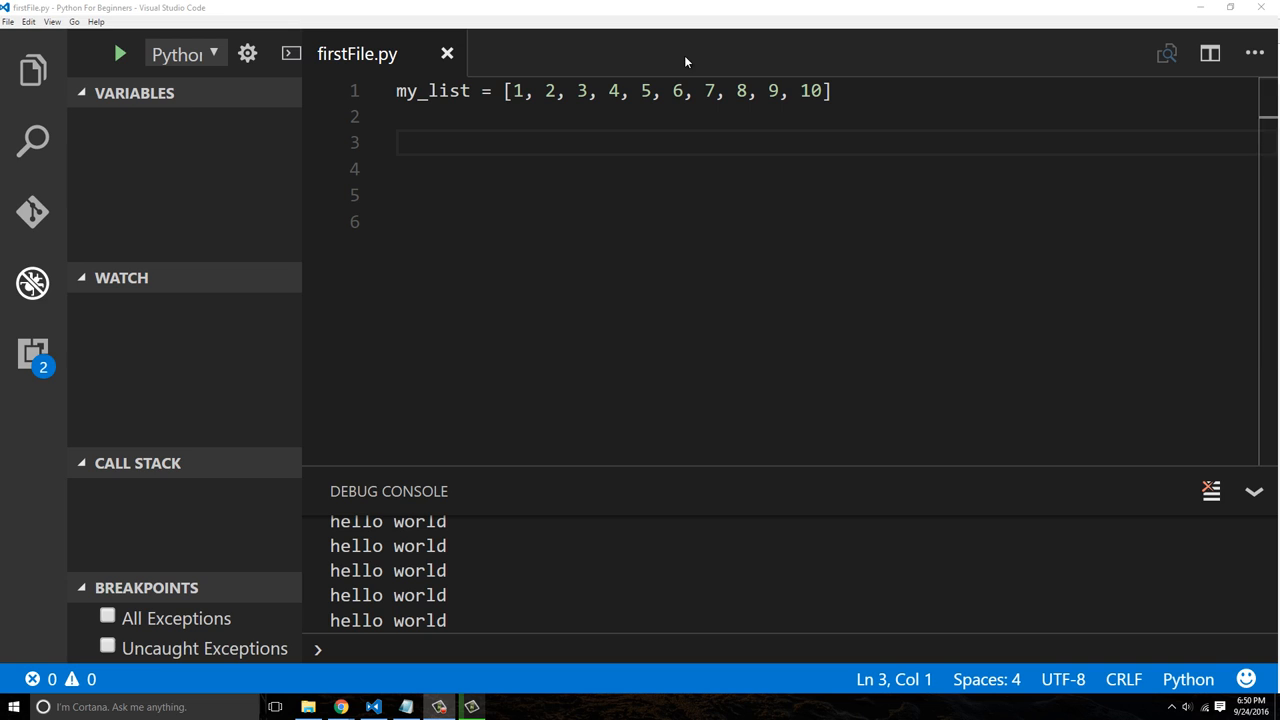 firstFile.py - Python For Beginners - Visual Studio Code
File Edit View Go Help
Python
firstFile.py
VARIABLES
WATCH
CALL STACK
BREAKPOINTS
All Exceptions
Uncaught Exceptions
1 my_list = [1, 2, 3, 4, 5, 6, 7, 8, 9, 10]
2
3
4
5
6
2
DEBUG CONSOLE
hello world
hello world
hello world
hello world
hello world
0 0 Ln 3, Col 1 Spaces: 4 UTF-8 CRLF Python
I'm Cortana. Ask me anything.
6:50 PM
9/24/2016